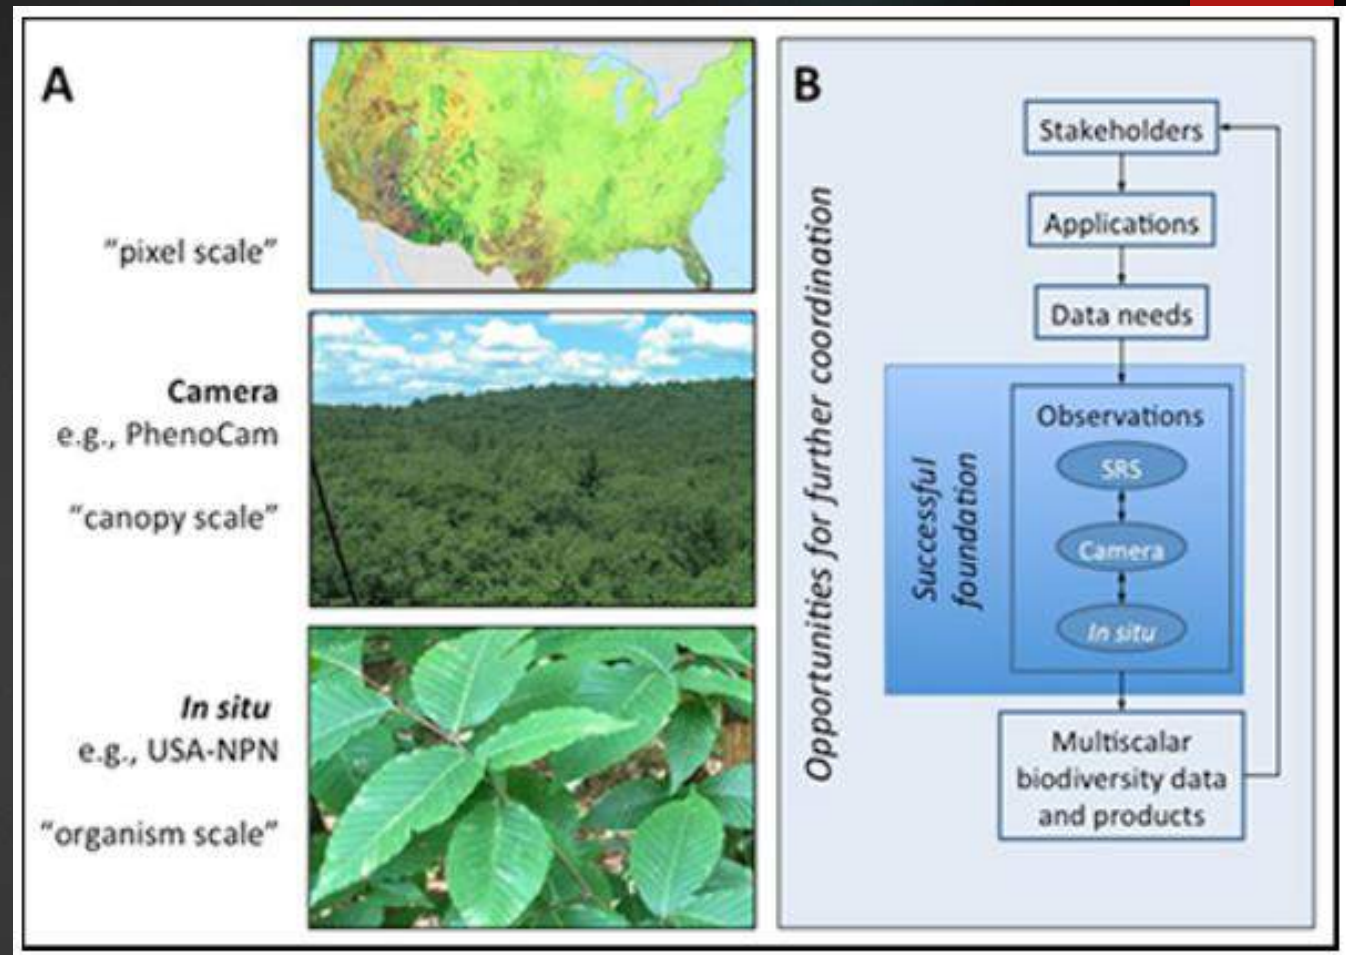 A
"pixel scale"
Camera
e.g., PhenoCam
"canopy scale"
In situ
e.g., USA-NPN
"organism scale"
B
Opportunities for further coordination
Stakeholders
Applications
Data needs
Successful
foundation
Observations
SRS
Camera
In situ
Multiscalar
biodiversity data
and products